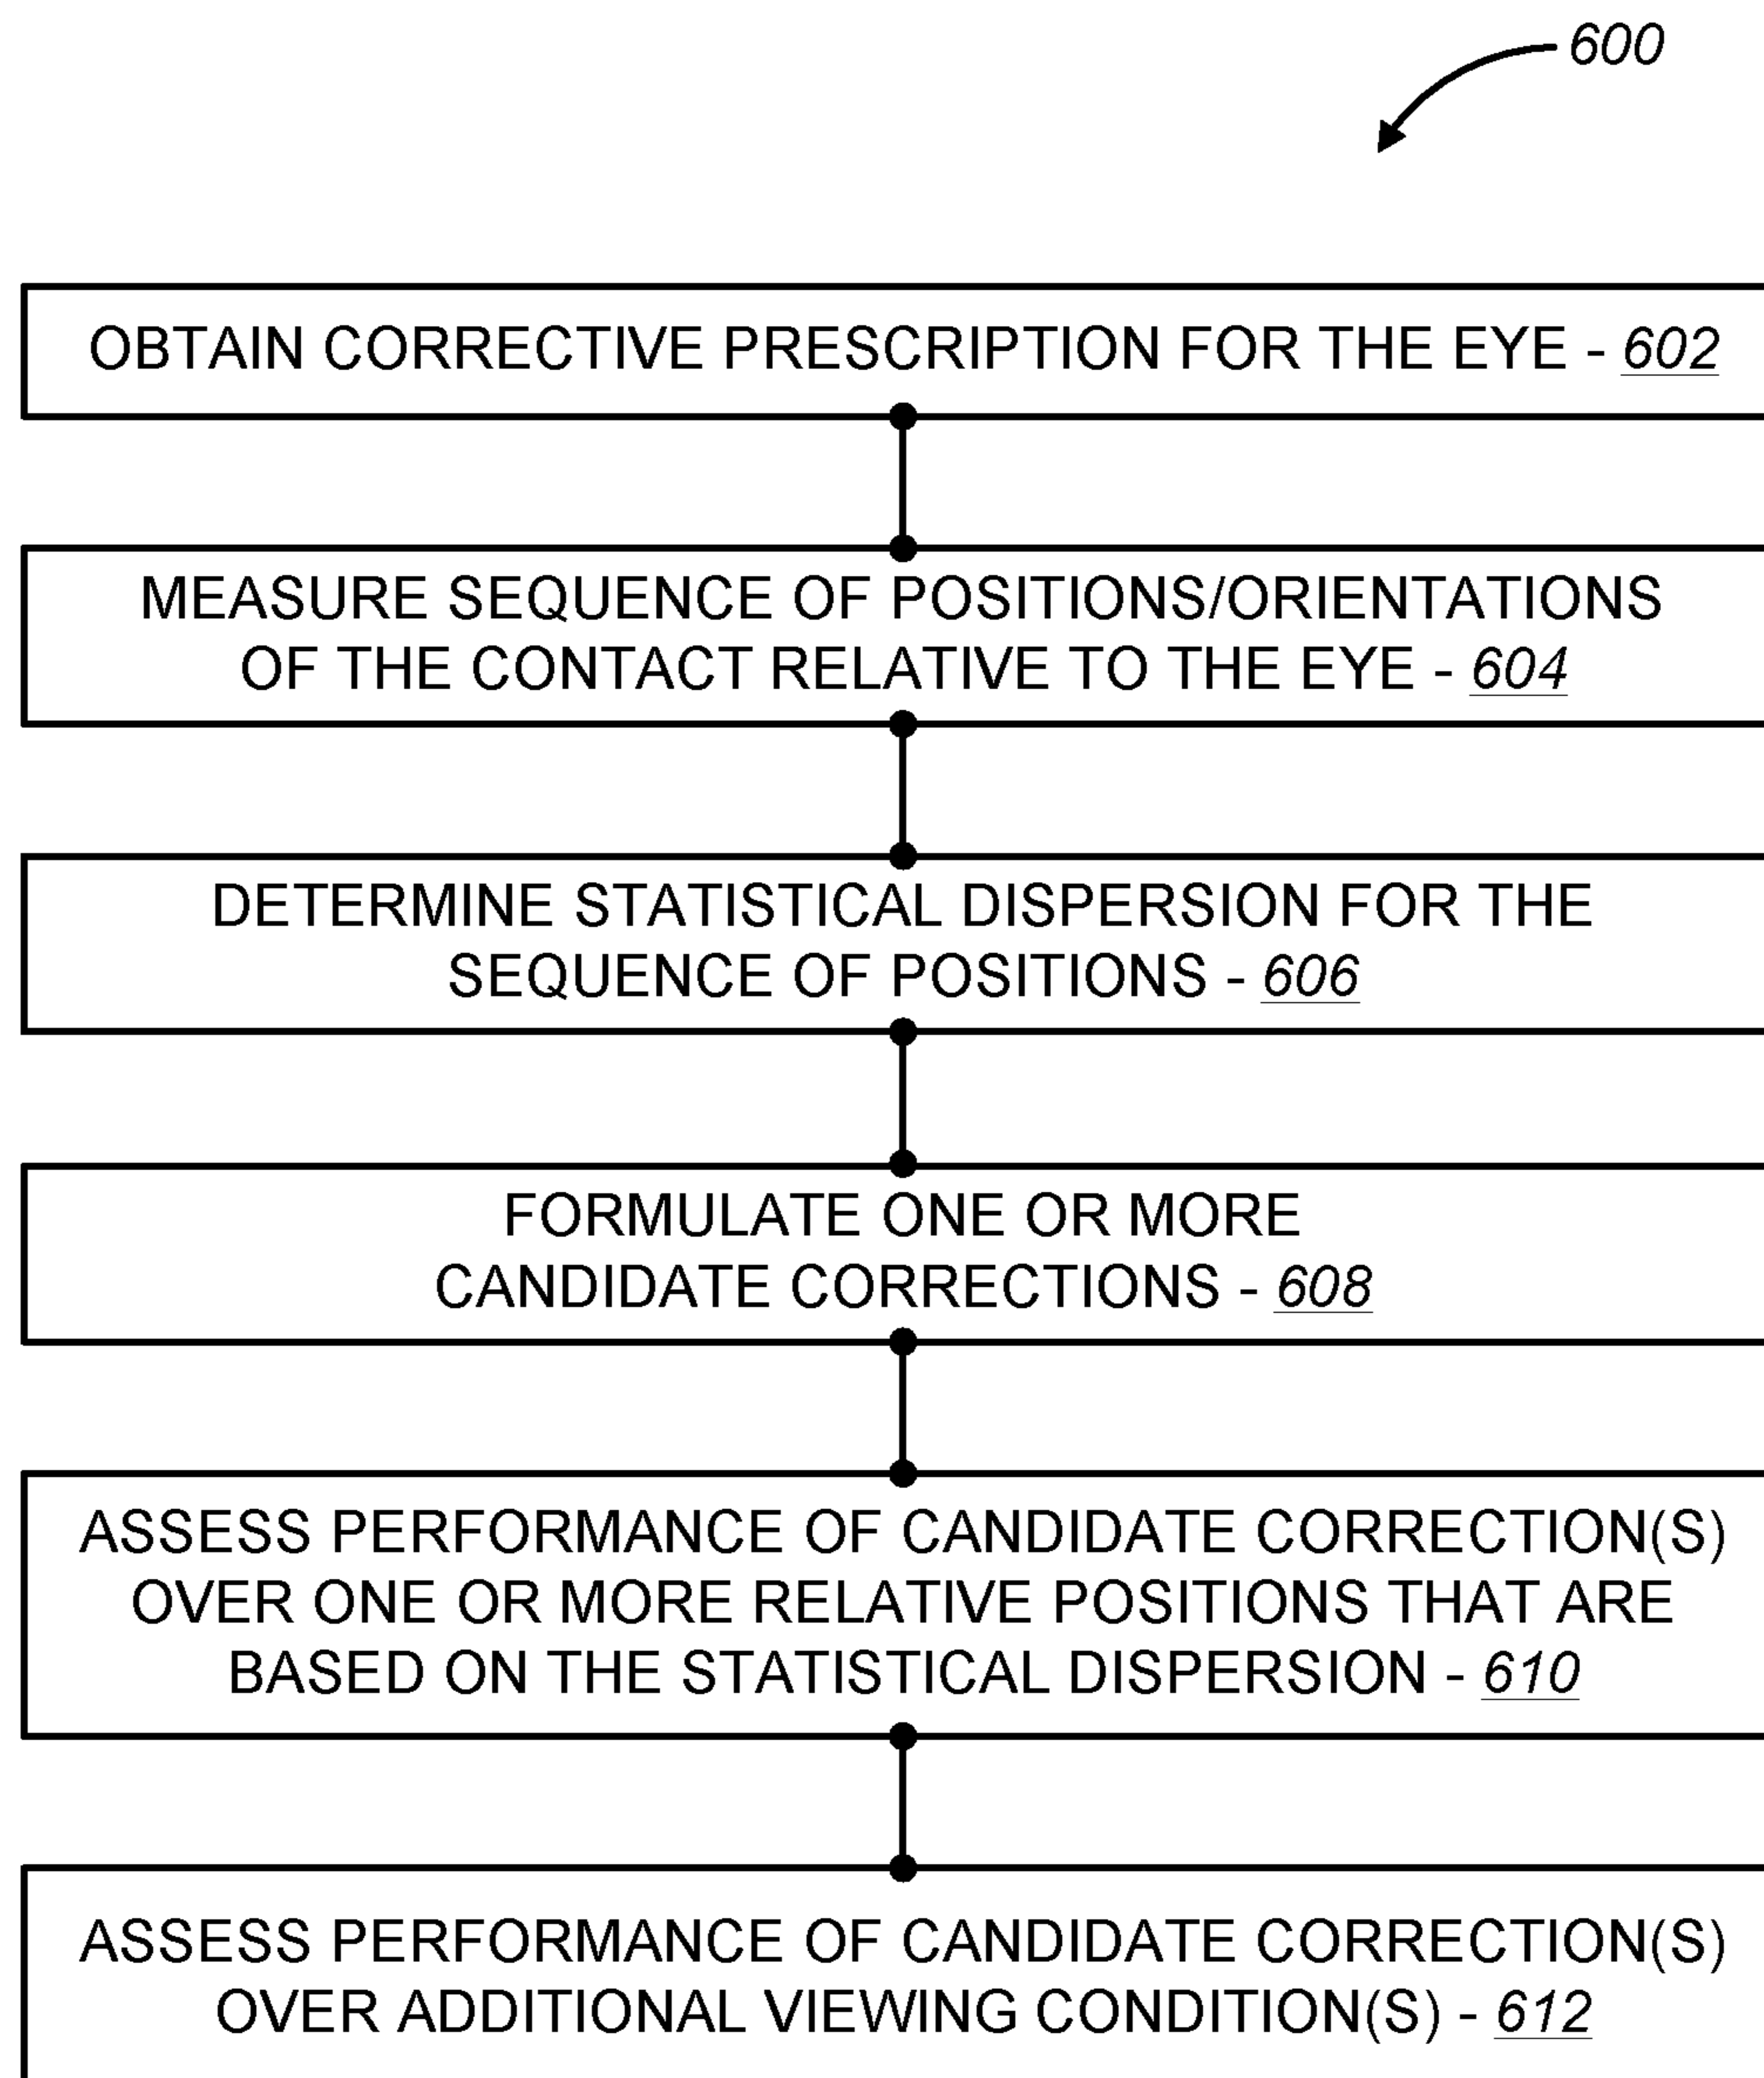 600
OBTAIN CORRECTIVE PRESCRIPTION FOR THE EYE - 602
MEASURE SEQUENCE OF POSITIONS/ORIENTATIONS
OF THE CONTACT RELATIVE TO THE EYE - 604
DETERMINE STATISTICAL DISPERSION FOR THE
SEQUENCE OF POSITIONS - 606
FORMULATE ONE OR MORE
CANDIDATE CORRECTIONS - 608
ASSESS PERFORMANCE OF CANDIDATE CORRECTION(S)
OVER ONE OR MORE RELATIVE POSITIONS THAT ARE
BASED ON THE STATISTICAL DISPERSION - 610
ASSESS PERFORMANCE OF CANDIDATE CORRECTION(S)
OVER ADDITIONAL VIEWING CONDITION(S) - 612